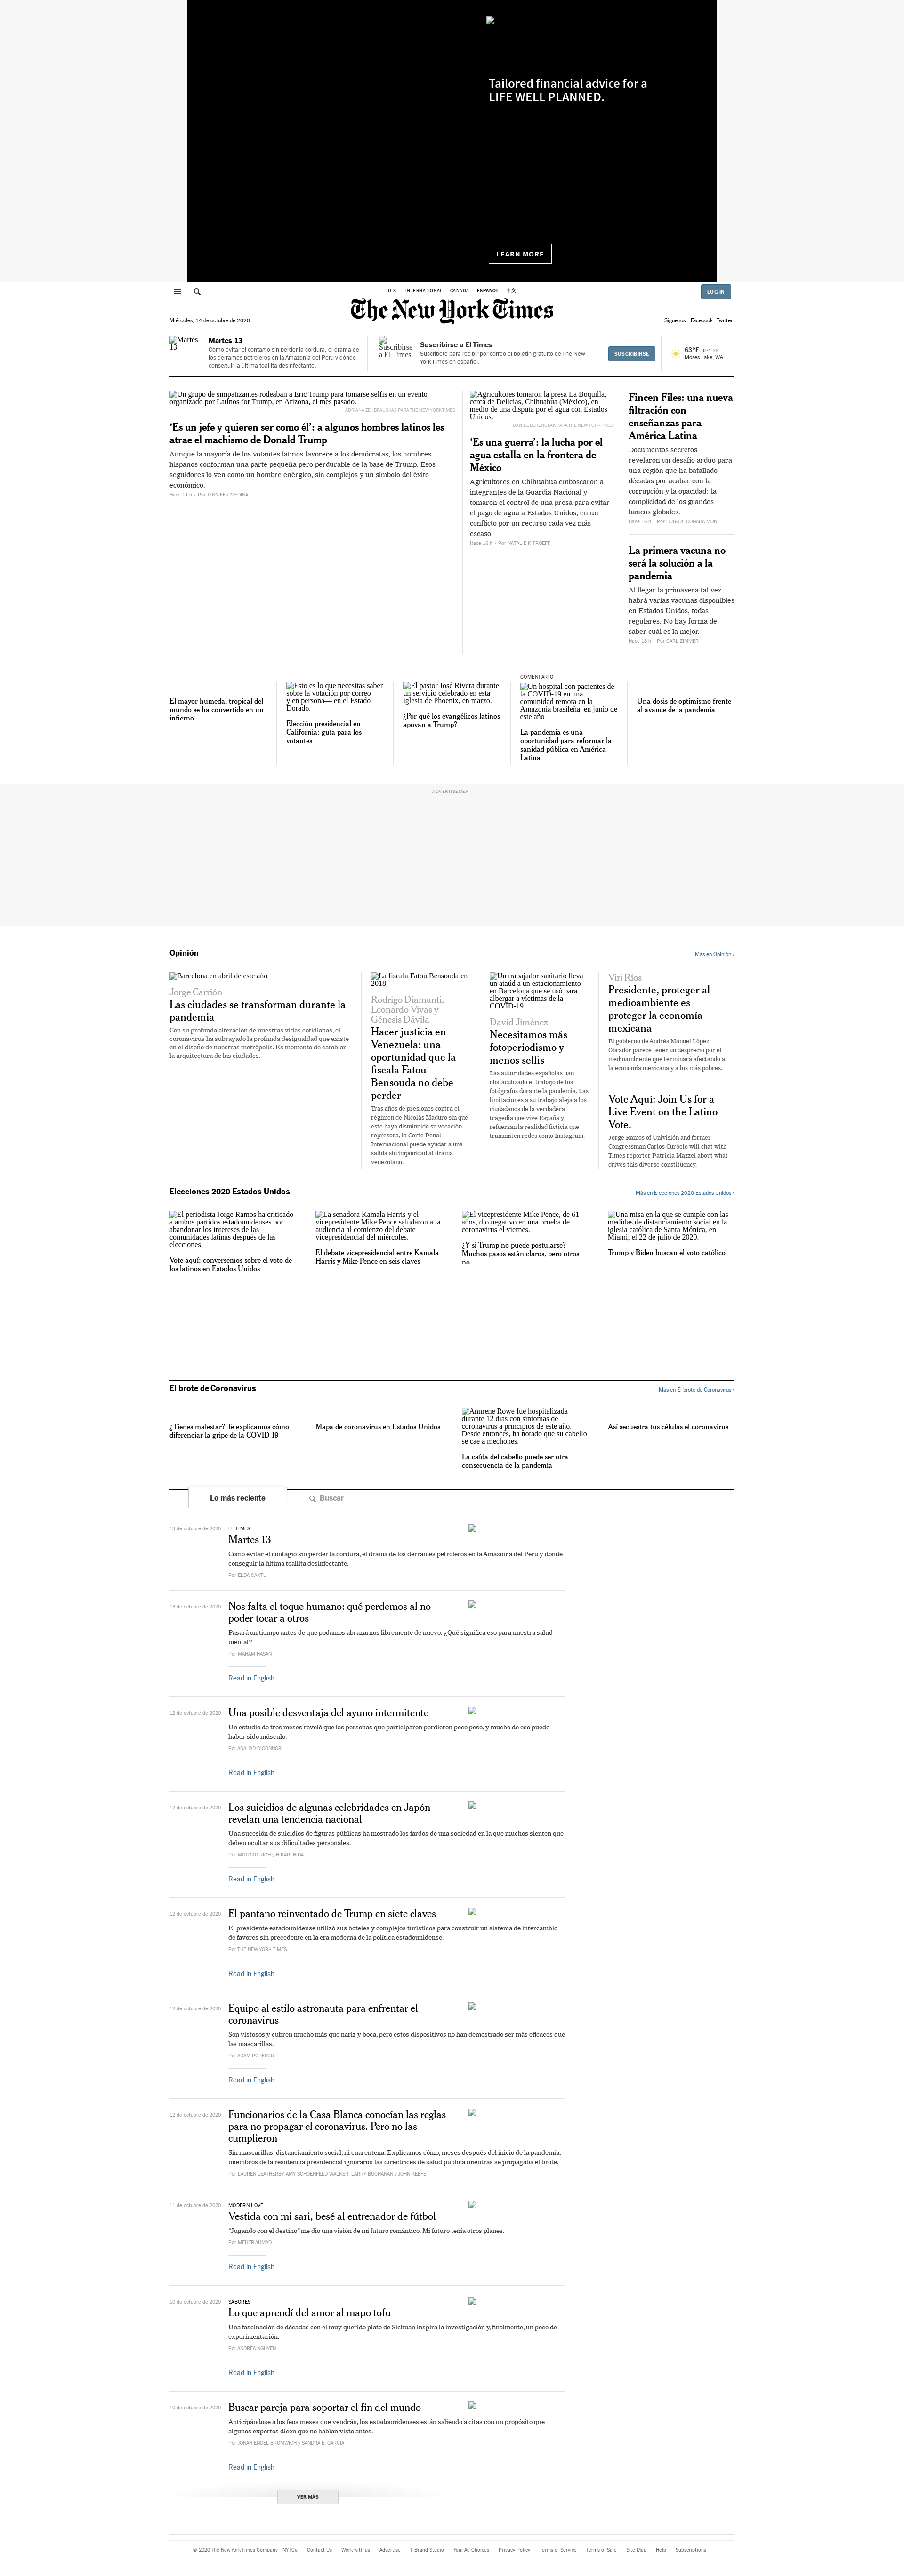 Tailored financial advice for a
LIFE WELL PLANNED.
LEARN MORE
U.S. INTERNATIONAL CANADA ESPAÑOL 中文
LOG IN
The New York Times
Miércoles, 14 de octubre de 2020
Síguenos: Facebook Twitter
Martes 13
Martes 13
Cómo evitar el contagio sin perder la cordura, el drama de los derrames petroleros en la Amazonía del Perú y dónde conseguir la última toallita desinfectante.
Suscribirse a El Times
Suscribirse a El Times
Suscríbete para recibir por correo el boletín gratuito de The New York Times en español.
SUSCRIBIRSE
63°F
Moses Lake, WA
Un grupo de simpatizantes rodeaban a Eric Trump para tomarse selfis en un evento organizado por Latinos for Trump, en Arizona, el mes pasado.
ADRIANA ZEHBRAUSKAS PARA THE NEW YORK TIMES
‘Es un jefe y quieren ser como él’: a algunos hombres latinos les atrae el machismo de Donald Trump
Aunque la mayoría de los votantes latinos favorece a los demócratas, los hombres hispanos conforman una parte pequeña pero perdurable de la base de Trump. Esos seguidores lo ven como un hombre enérgico, sin complejos y un símbolo del éxito económico.
Hace 11 h - Por JENNIFER MEDINA
Agricultores tomaron la presa La Boquilla, cerca de Delicias, Chihuahua (México), en medio de una disputa por el agua con Estados Unidos.
DANIEL BEREHULAK PARA THE NEW YORK TIMES
‘Es una guerra’: la lucha por el agua estalla en la frontera de México
Agricultores en Chihuahua emboscaron a integrantes de la Guardia Nacional y tomaron el control de una presa para evitar el pago de agua a Estados Unidos, en un conflicto por un recurso cada vez más escaso.
Hace 16 h - Por NATALIE KITROEFF
Fincen Files: una nueva filtración con enseñanzas para América Latina
Documentos secretos revelaron un desafío arduo para una región que ha batallado décadas por acabar con la corrupción y la opacidad: la complicidad de los grandes bancos globales.
Hace 16 h - Por HUGO ALCONADA MON
La primera vacuna no será la solución a la pandemia
Al llegar la primavera tal vez habrá varias vacunas disponibles en Estados Unidos, todas regulares. No hay forma de saber cuál es la mejor.
Hace 18 h - Por CARL ZIMMER
El mayor humedal tropical del mundo se ha convertido en un infierno
Esto es lo que necesitas saber sobre la votación por correo —y en persona— en el Estado Dorado.
Elección presidencial en California: guía para los votantes
El pastor José Rivera durante un servicio celebrado en esta iglesia de Phoenix, en marzo.
¿Por qué los evangélicos latinos apoyan a Trump?
COMENTARIO
Un hospital con pacientes de la COVID-19 en una comunidad remota en la Amazonía brasileña, en junio de este año
La pandemia es una oportunidad para reformar la sanidad pública en América Latina
Una dosis de optimismo frente al avance de la pandemia
ADVERTISEMENT
Opinión
Más en Opinión ›
Barcelona en abril de este año
Jorge Carrión
Las ciudades se transforman durante la pandemia
Con su profunda alteración de nuestras vidas cotidianas, el coronavirus ha subrayado la profunda desigualdad que existe en el diseño de nuestras metrópolis. Es momento de cambiar la arquitectura de las ciudades.
La fiscala Fatou Bensouda en 2018
Rodrigo Diamanti, Leonardo Vivas y Génesis Dávila
Hacer justicia en Venezuela: una oportunidad que la fiscala Fatou Bensouda no debe perder
Tras años de presiones contra el régimen de Nicolás Maduro sin que este haya disminuido su vocación represora, la Corte Penal Internacional puede ayudar a una salida sin impunidad al drama venezolano.
Un trabajador sanitario lleva un ataúd a un estacionamiento en Barcelona que se usó para albergar a víctimas de la COVID-19.
David Jiménez
Necesitamos más fotoperiodismo y menos selfis
Las autoridades españolas han obstaculizado el trabajo de los fotógrafos durante la pandemia. Las limitaciones a su trabajo aleja a los ciudadanos de la verdadera tragedia que vive España y refuerzan la realidad ficticia que transmiten redes como Instagram.
Viri Ríos
Presidente, proteger al medioambiente es proteger la economía mexicana
El gobierno de Andrés Manuel López Obrador parece tener un desprecio por el medioambiente que terminará afectando a la economía mexicana y a los más pobres.
Vote Aquí: Join Us for a Live Event on the Latino Vote.
Jorge Ramos of Univisión and former Congressman Carlos Curbelo will chat with Times reporter Patricia Mazzei about what drives this diverse constituency.
Elecciones 2020 Estados Unidos
Más en Elecciones 2020 Estados Unidos ›
El periodista Jorge Ramos ha criticado a ambos partidos estadounidenses por abandonar los intereses de las comunidades latinas después de las elecciones.
Vote aquí: conversemos sobre el voto de los latinos en Estados Unidos
La senadora Kamala Harris y el vicepresidente Mike Pence saludaron a la audiencia al comienzo del debate vicepresidencial del miércoles.
El debate vicepresidencial entre Kamala Harris y Mike Pence en seis claves
El vicepresidente Mike Pence, de 61 años, dio negativo en una prueba de coronavirus el viernes.
¿Y si Trump no puede postularse? Muchos pasos están claros, pero otros no
Una misa en la que se cumple con las medidas de distanciamiento social en la iglesia católica de Santa Mónica, en Miami, el 22 de julio de 2020.
Trump y Biden buscan el voto católico
El brote de Coronavirus
Más en El brote de Coronavirus ›
¿Tienes malestar? Te explicamos cómo diferenciar la gripe de la COVID-19
Mapa de coronavirus en Estados Unidos
Annrene Rowe fue hospitalizada durante 12 días con síntomas de coronavirus a principios de este año. Desde entonces, ha notado que su cabello se cae a mechones.
La caída del cabello puede ser otra consecuencia de la pandemia
Así secuestra tus células el coronavirus
Lo más reciente
Buscar
13 de octubre de 2020
EL TIMES
Martes 13
Cómo evitar el contagio sin perder la cordura, el drama de los derrames petroleros en la Amazonía del Perú y dónde conseguir la última toallita desinfectante.
Por ELDA CANTÚ
13 de octubre de 2020
Nos falta el toque humano: qué perdemos al no poder tocar a otros
Pasará un tiempo antes de que podamos abrazarnos libremente de nuevo. ¿Qué significa eso para nuestra salud mental?
Por MAHAM HASAN
Read in English
12 de octubre de 2020
Una posible desventaja del ayuno intermitente
Un estudio de tres meses reveló que las personas que participaron perdieron poco peso, y mucho de eso puede haber sido músculo.
Por ANAHAD O'CONNOR
Read in English
12 de octubre de 2020
Los suicidios de algunas celebridades en Japón revelan una tendencia nacional
Una sucesión de suicidios de figuras públicas ha mostrado los fardos de una sociedad en la que muchos sienten que deben ocultar sus dificultades personales.
Por MOTOKO RICH y HIKARI HIDA
Read in English
12 de octubre de 2020
El pantano reinventado de Trump en siete claves
El presidente estadounidense utilizó sus hoteles y complejos turísticos para construir un sistema de intercambio de favores sin precedente en la era moderna de la política estadounidense.
Por THE NEW YORK TIMES
Read in English
12 de octubre de 2020
Equipo al estilo astronauta para enfrentar el coronavirus
Son vistosos y cubren mucho más que nariz y boca, pero estos dispositivos no han demostrado ser más eficaces que las mascarillas.
Por ADAM POPESCU
Read in English
12 de octubre de 2020
Funcionarios de la Casa Blanca conocían las reglas para no propagar el coronavirus. Pero no las cumplieron
Sin mascarillas, distanciamiento social, ni cuarentena. Explicamos cómo, meses después del inicio de la pandemia, miembros de la residencia presidencial ignoraron las directrices de salud pública mientras se propagaba el brote.
Por LAUREN LEATHERBY, AMY SCHOENFELD WALKER, LARRY BUCHANAN y JOHN KEEFE
11 de octubre de 2020
MODERN LOVE
Vestida con mi sari, besé al entrenador de fútbol
“Jugando con el destino” me dio una visión de mi futuro romántico. Mi futuro tenía otros planes.
Por MEHER AHMAD
Read in English
10 de octubre de 2020
SABORES
Lo que aprendí del amor al mapo tofu
Una fascinación de décadas con el muy querido plato de Sichuan inspira la investigación y, finalmente, un poco de experimentación.
Por ANDREA NGUYEN
Read in English
10 de octubre de 2020
Buscar pareja para soportar el fin del mundo
Anticipándose a los feos meses que vendrán, los estadounidenses están saliendo a citas con un propósito que algunos expertos dicen que no habían visto antes.
Por JONAH ENGEL BROMWICH y SANDRA E. GARCIA
Read in English
VER MÁS
© 2020 The New York Times Company NYTCo Contact Us Work with us Advertise T Brand Studio Your Ad Choices Privacy Policy Terms of Service Terms of Sale Site Map Help Subscriptions